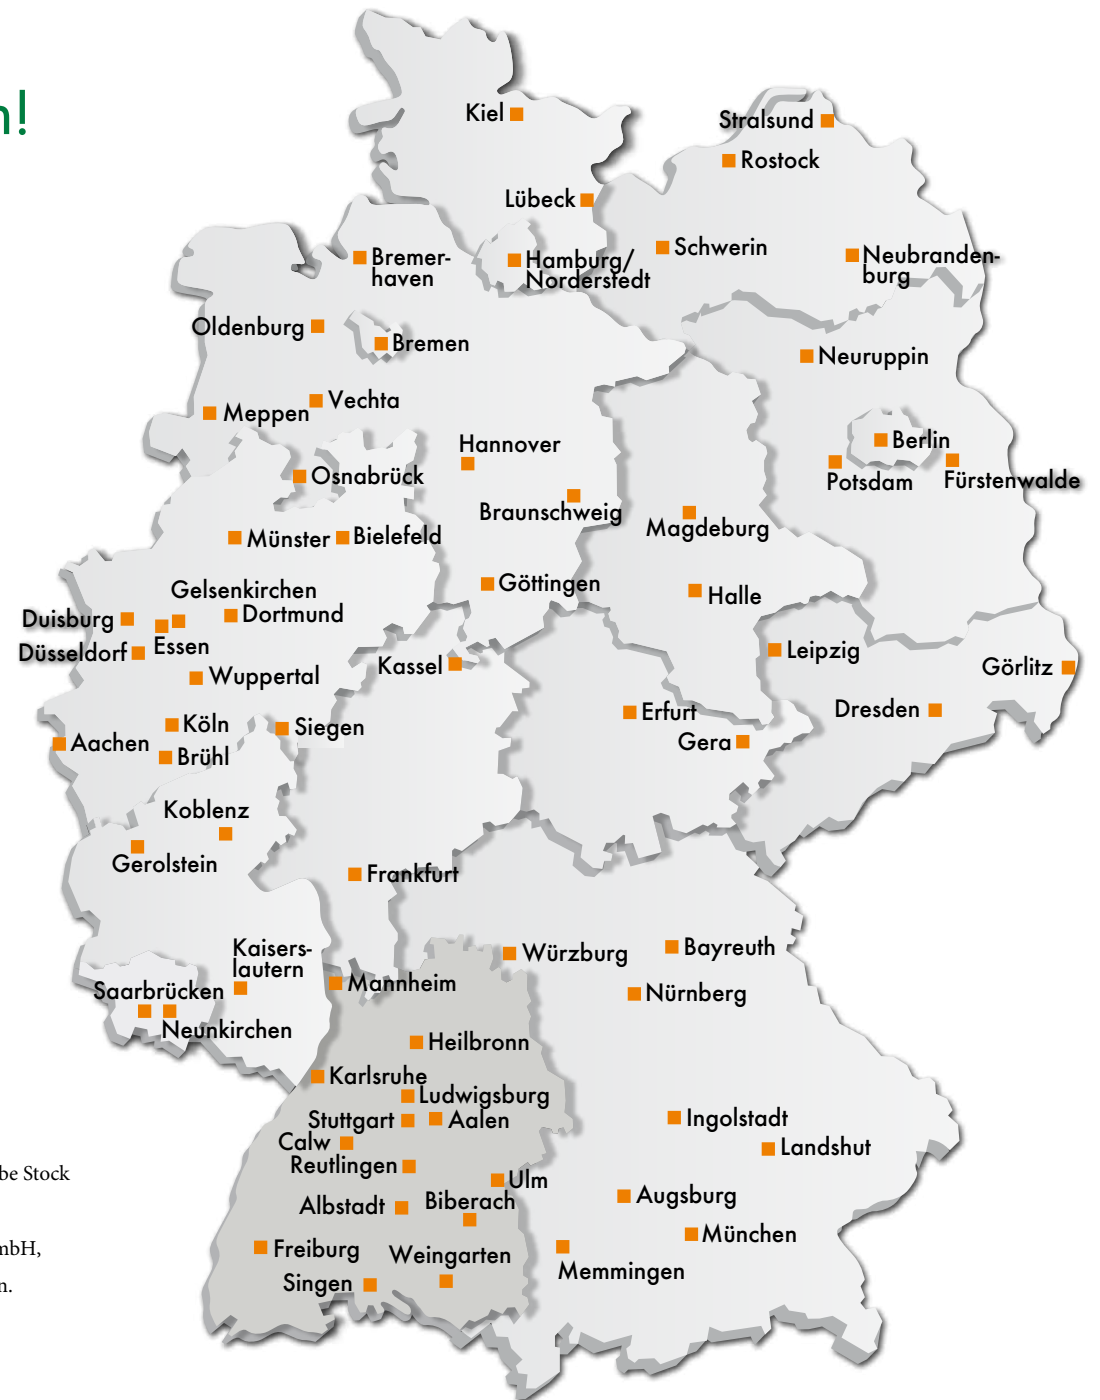 n!
Kiel
Stralsund
Rostock
Lübeck
Schwerin
Bremer-
haven
Hamburg/
Norderstedt
Neubranden-
burg
Oldenburg
Bremen
Neuruppin
Vechta
Meppen
Hannover
Berlin
Osnabrück
Potsdam
Fürstenwalde
Braunschweig
Magdeburg
Münster
Bielefeld
Göttingen
Gelsenkirchen
Halle
Duisburg
Dortmund
Essen
Düsseldorf
Leipzig
Kassel
Görlitz
Wuppertal
Erfurt
Dresden
Köln
Siegen
Aachen
Gera
Brühl
Koblenz
Gerolstein
Frankfurt
Kaisers-
lautern
Würzburg
Bayreuth
Saarbrücken
Mannheim
Nürnberg
Neunkirchen
Heilbronn
Karlsruhe
Ludwigsburg
Stuttgart
Aalen
Ingolstadt
Calw
Landshut
Reutlingen
be Stock
Ulm
Albstadt
Biberach
Augsburg
München
mbH,
Freiburg
Weingarten
Memmingen
Singen
n.